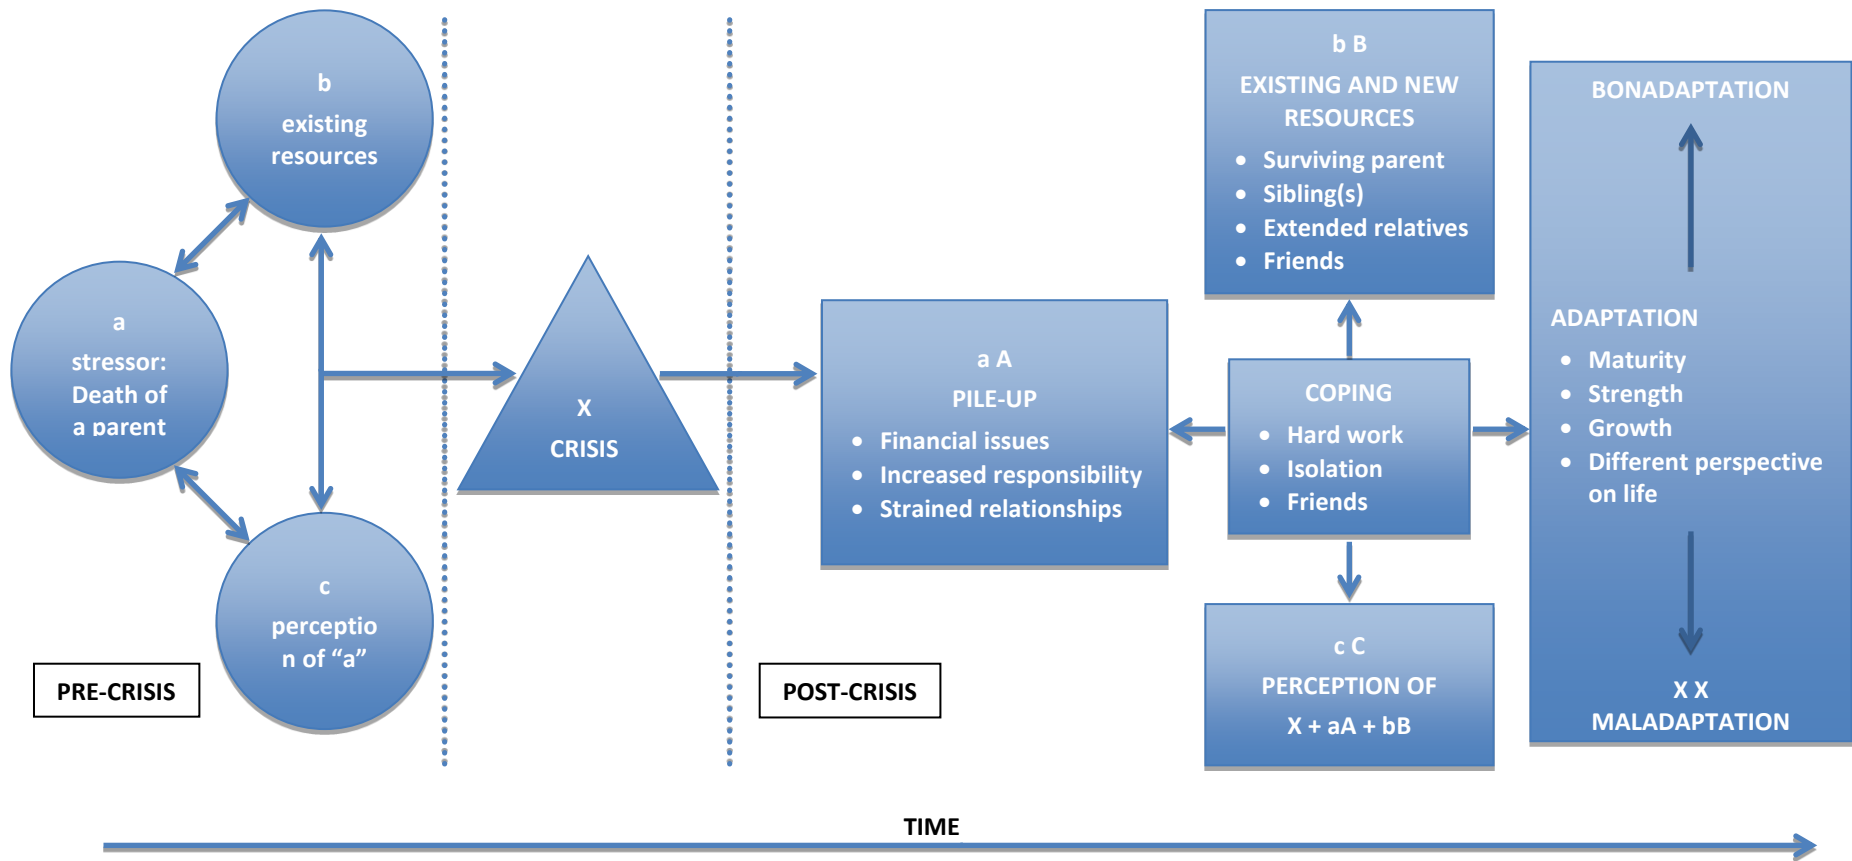 b
existing
resources
a
stressor:
Death of
a parent
c
perceptio
n of “a”
PRE-CRISIS
X
CRISIS
POST-CRISIS
a A
PILE-UP
• Financial issues
• Increased responsibility
• Strained relationships
b B
EXISTING AND NEW
RESOURCES
• Surviving parent
• Sibling(s)
• Extended relatives
• Friends
COPING
• Hard work
• Isolation
• Friends
c C
PERCEPTION OF
X + aA + bB
BONADAPTATION
ADAPTATION
• Maturity
• Strength
• Growth
• Different perspective
on life
X X
MALADAPTATION
TIME